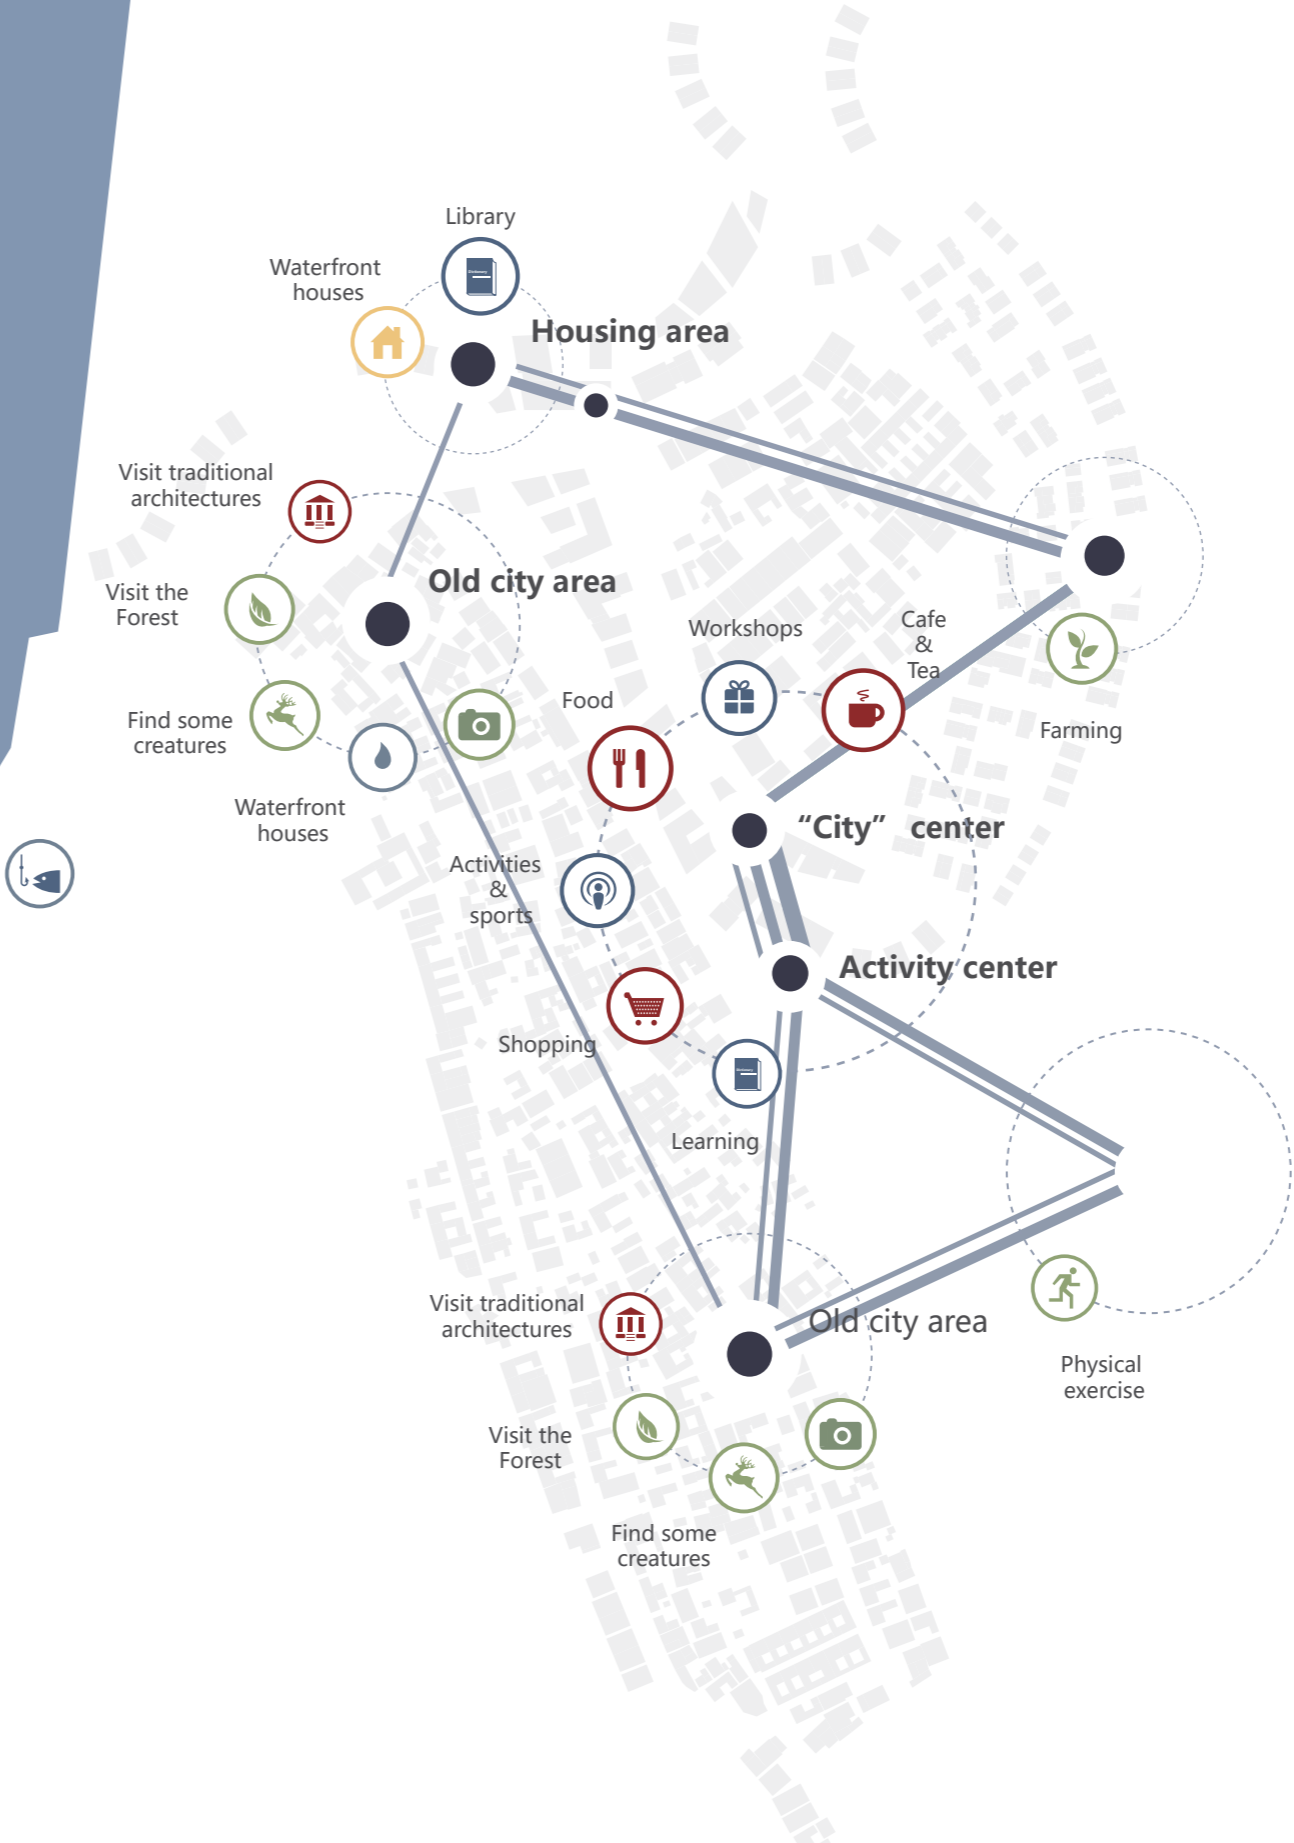 Library
Waterfront
houses
Housing area
Visit traditional
architectures
Old city area
Visit the
Forest
Cafe
&
Tea
Workshops
Food
Find some
creatures
Farming
Waterfront
houses
“City” center
Activities
&
sports
Activity center
Shopping
Learning
Visit traditional
architectures
Old city area
Physical
exercise
Visit the
Forest
Find some
creatures